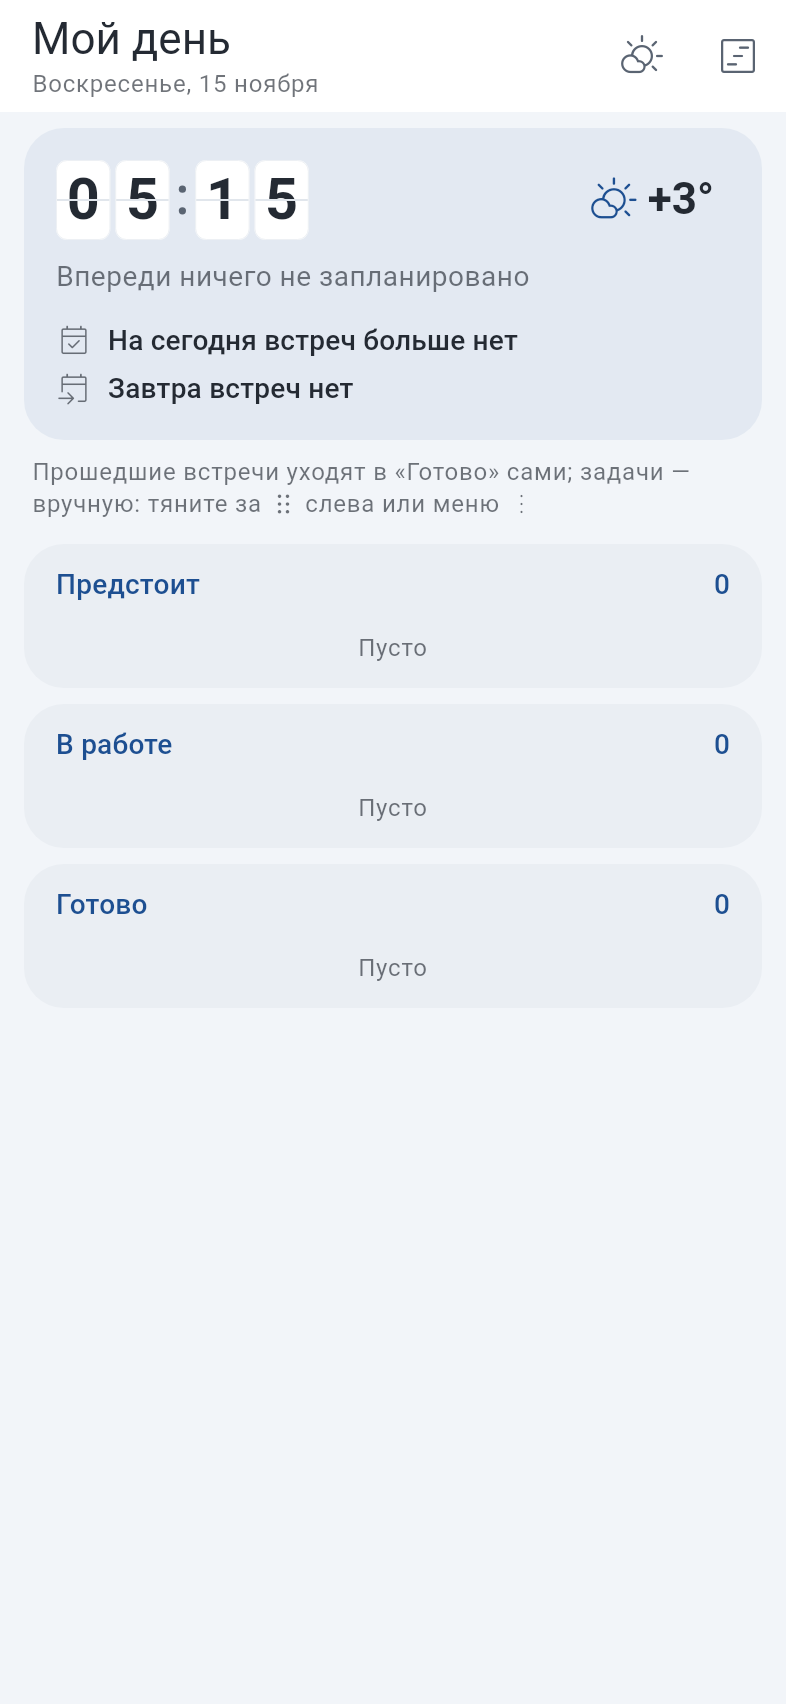 Мой день
Воскресенье, 15 ноября
05:15
+3°
Впереди ничего не запланировано
На сегодня встреч больше нет
Завтра встреч нет
Прошедшие встречи уходят в «Готово» сами; задачи —
вручную: тяните за ⠿ слева или меню ⋮
Предстоит 0
Пусто
В работе 0
Пусто
Готово 0
Пусто